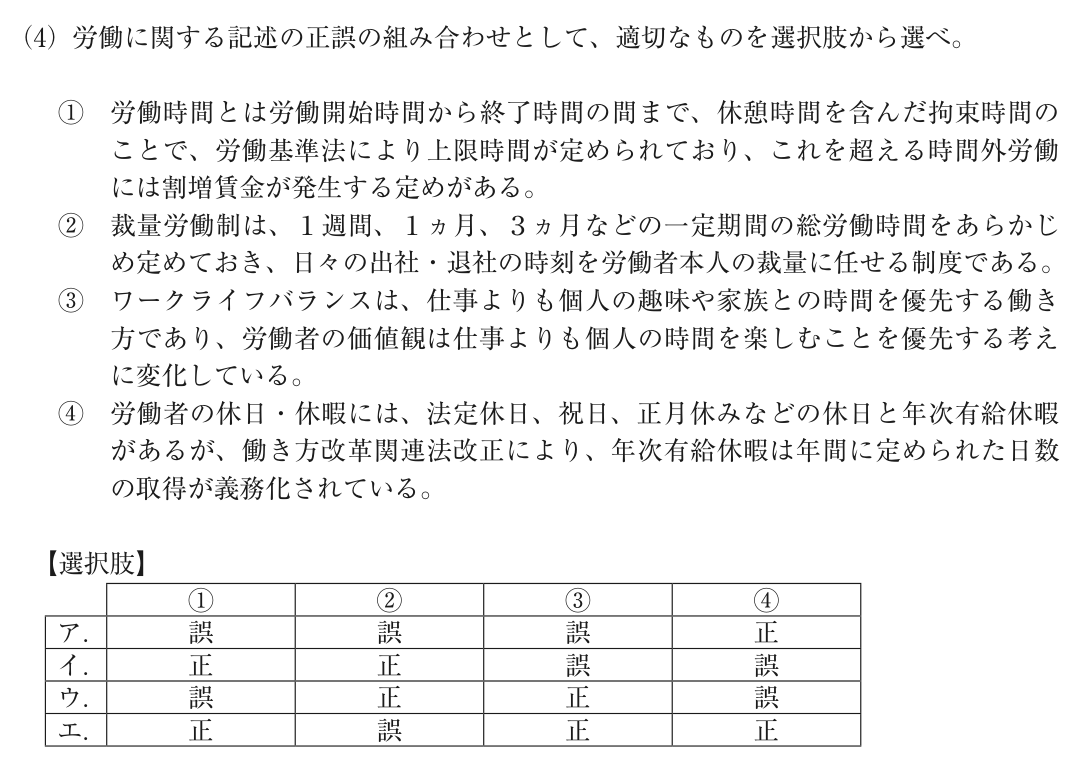 (4) 労働に関する記述の正誤の組み合わせとして、適切なものを選択肢から選べ。
① 労働時間とは労働開始時間から終了時間の間まで、休憩時間を含んだ拘束時間の
ことで、労働基準法により上限時間が定められており、これを超える時間外労働
には割増賃金が発生する定めがある。
② 裁量労働制は、１週間、１ヵ月、３ヵ月などの一定期間の総労働時間をあらかじ
め定めておき、日々の出社・退社の時刻を労働者本人の裁量に任せる制度である。
③ ワークライフバランスは、仕事よりも個人の趣味や家族との時間を優先する働き
方であり、労働者の価値観は仕事よりも個人の時間を楽しむことを優先する考え
に変化している。
④ 労働者の休日・休暇には、法定休日、祝日、正月休みなどの休日と年次有給休暇
があるが、働き方改革関連法改正により、年次有給休暇は年間に定められた日数
の取得が義務化されている。
【選択肢】
① ② ③ ④
ア. 誤 誤 誤 正
イ. 正 正 誤 誤
ウ. 誤 正 正 誤
エ. 正 誤 正 正